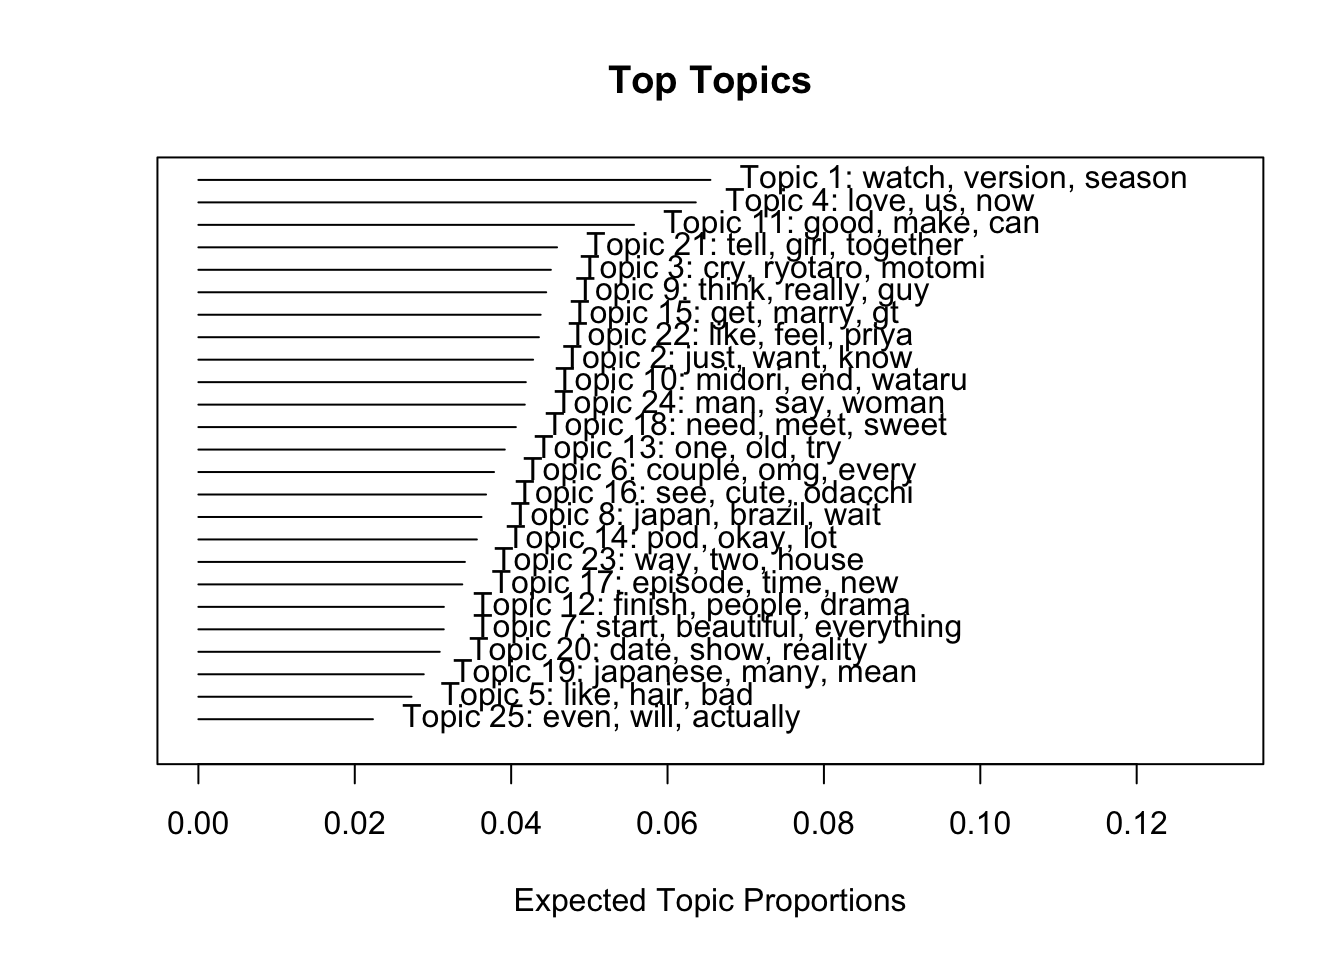 Top Topics
Topic 1: watch, version, season
Topic 4: love, us, now
Topic 11: good, make, can
Topic 21: tell, girl, together
Topic 3: cry, ryotaro, motomi
Topic 9: think, really, guy
Topic 15: get, marry, gt
Topic 22: like, feel, priya
Topic 2: just, want, know
Topic 10: midori, end, wataru
Topic 24: man, say, woman
Topic 18: need, meet, sweet
Topic 13: one, old, try
Topic 6: couple, omg, every
Topic 16: see, cute, odacchi
Topic 8: japan, brazil, wait
Topic 14: pod, okay, lot
Topic 23: way, two, house
Topic 17: episode, time, new
Topic 12: finish, people, drama
Topic 7: start, beautiful, everything
Topic 20: date, show, reality
Topic 19: japanese, many, mean
Topic 5: like, hair, bad
Topic 25: even, will, actually
0.00 0.02 0.04 0.06 0.08 0.10 0.12
Expected Topic Proportions